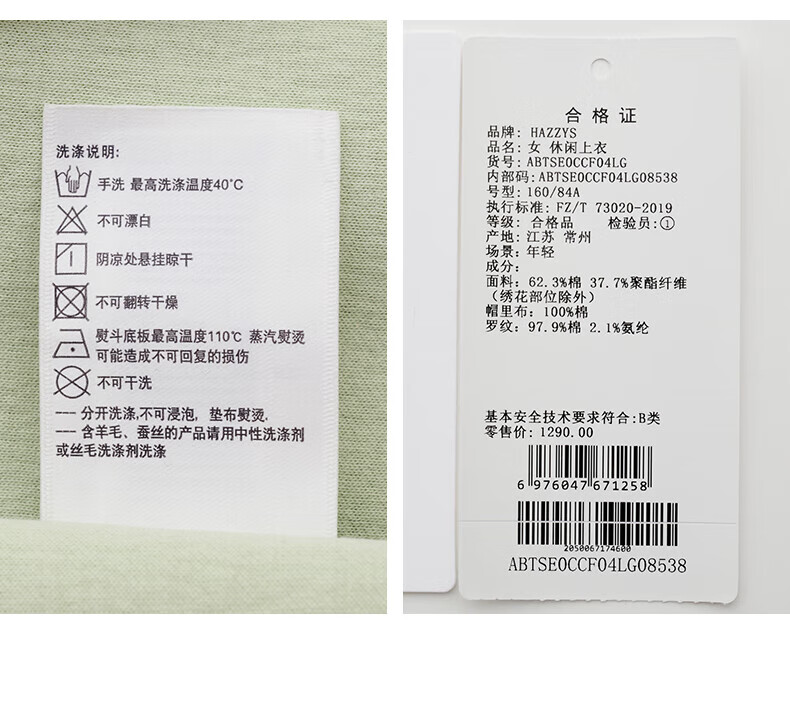 洗涤说明:
手洗 最高洗涤温度40℃
不可漂白
阴凉处悬挂晾干
不可翻转干燥
熨斗底板最高温度110℃ 蒸汽熨烫
可能造成不可回复的损伤
不可干洗
--- 分开洗涤,不可浸泡, 垫布熨烫.
--- 含羊毛、蚕丝的产品请用中性洗涤剂
或丝毛洗涤剂洗涤
合格证
品牌: HAZZYS
品名: 女 休闲上衣
货号: ABTSE0CCF04LG
内部码: ABTSE0CCF04LG08538
号型: 160/84A
执行标准: FZ/T 73020-2019
等级: 合格品 检验员:①
产地: 江苏 常州
场景: 年轻
成分:
面料: 62.3%棉 37.7%聚酯纤维
(绣花部位除外)
帽里布: 100%棉
罗纹: 97.9%棉 2.1%氨纶
基本安全技术要求符合:B类
零售价: 1290.00
6 976047 671258
2050067174600
ABTSE0CCF04LG08538